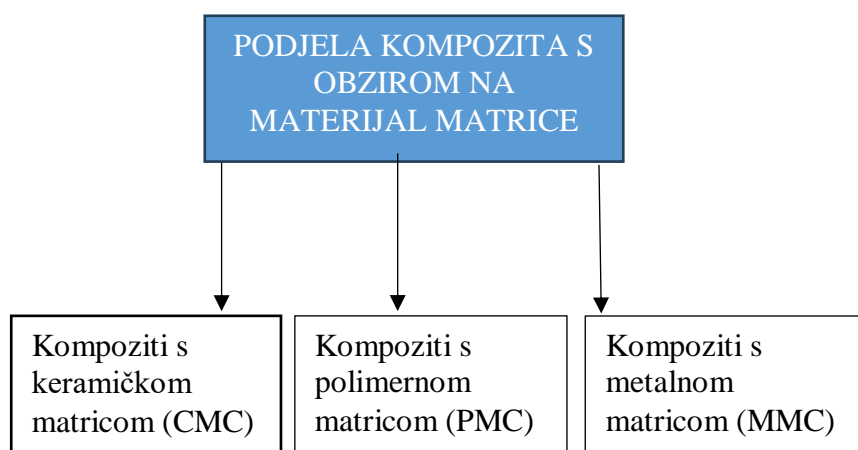 PODJELA KOMPOZITA S
OBZIROM NA
MATERIJAL MATRICE
Kompoziti s
keramičkom
matricom (CMC)
Kompoziti s
polimernom
matricom (PMC)
Kompoziti s
metalnom
matricom (MMC)